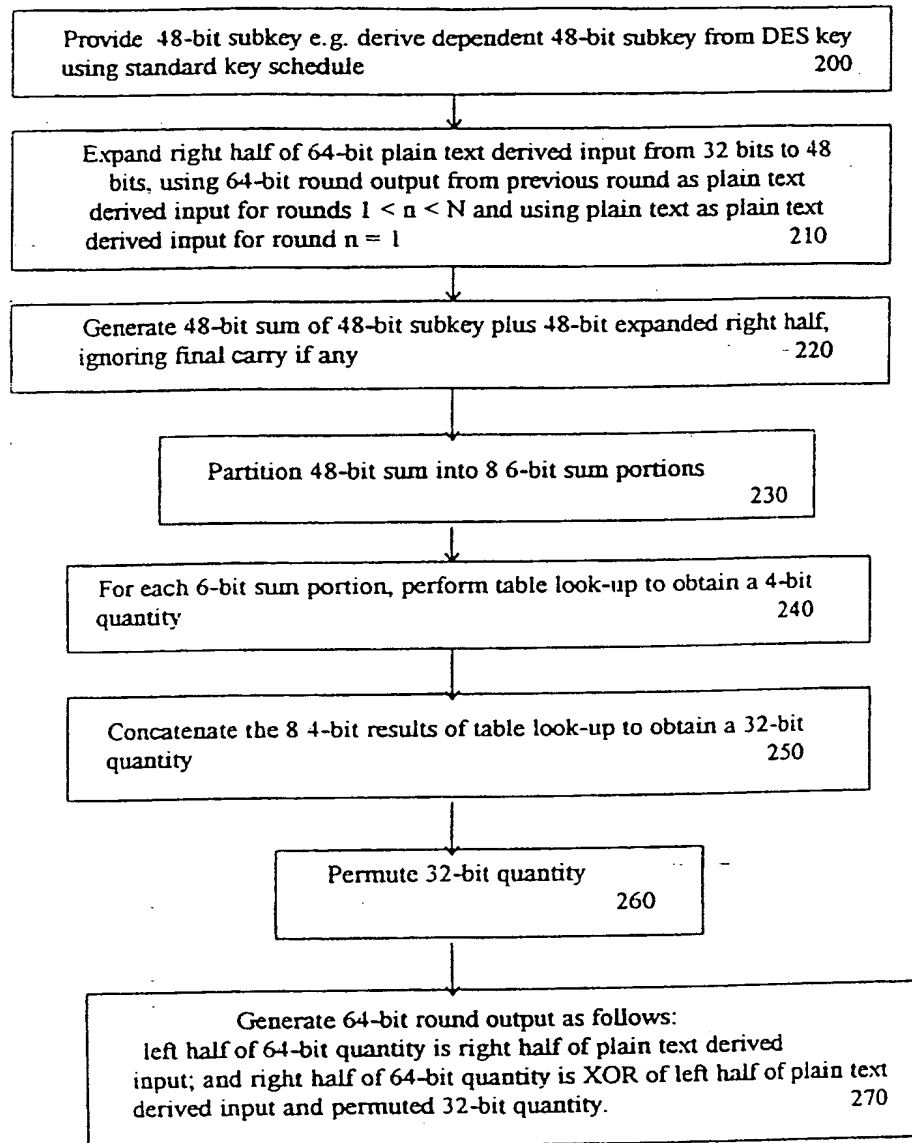 Provide 48-bit subkey e.g. derive dependent 48-bit subkey from DES key
using standard key schedule 200
Expand right half of 64-bit plain text derived input from 32 bits to 48
bits, using 64-bit round output from previous round as plain text
derived input for rounds 1 < n < N and using plain text as plain text
derived input for round n = 1 210
Generate 48-bit sum of 48-bit subkey plus 48-bit expanded right half,
ignoring final carry if any 220
Partition 48-bit sum into 8 6-bit sum portions
230
For each 6-bit sum portion, perform table look-up to obtain a 4-bit
quantity 240
Concatenate the 8 4-bit results of table look-up to obtain a 32-bit
quantity 250
Permute 32-bit quantity
260
Generate 64-bit round output as follows:
left half of 64-bit quantity is right half of plain text derived
input; and right half of 64-bit quantity is XOR of left half of plain text
derived input and permuted 32-bit quantity. 270